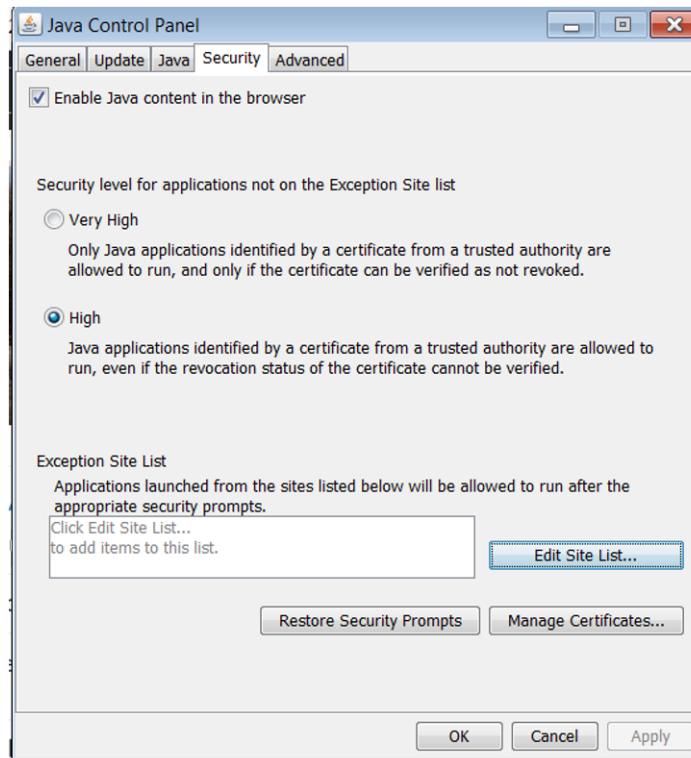 Java Control Panel
General Update Java Security Advanced
Enable Java content in the browser
Security level for applications not on the Exception Site list
Very High
Only Java applications identified by a certificate from a trusted authority are
allowed to run, and only if the certificate can be verified as not revoked.
High
Java applications identified by a certificate from a trusted authority are allowed to
run, even if the revocation status of the certificate cannot be verified.
Exception Site List
Applications launched from the sites listed below will be allowed to run after the
appropriate security prompts.
Click Edit Site List...
to add items to this list.
Edit Site List...
Restore Security Prompts Manage Certificates...
OK Cancel Apply